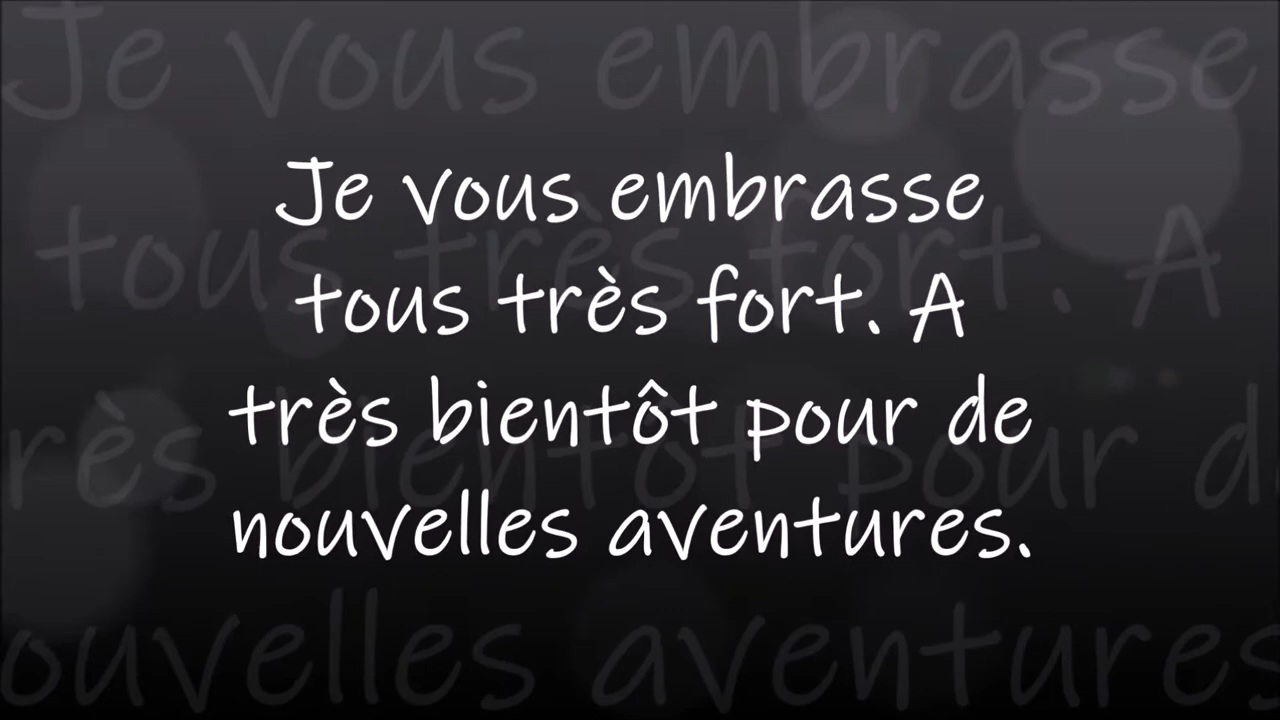 Je vous embrasse
tous très fort. A
très bientôt pour de
nouvelles aventures.